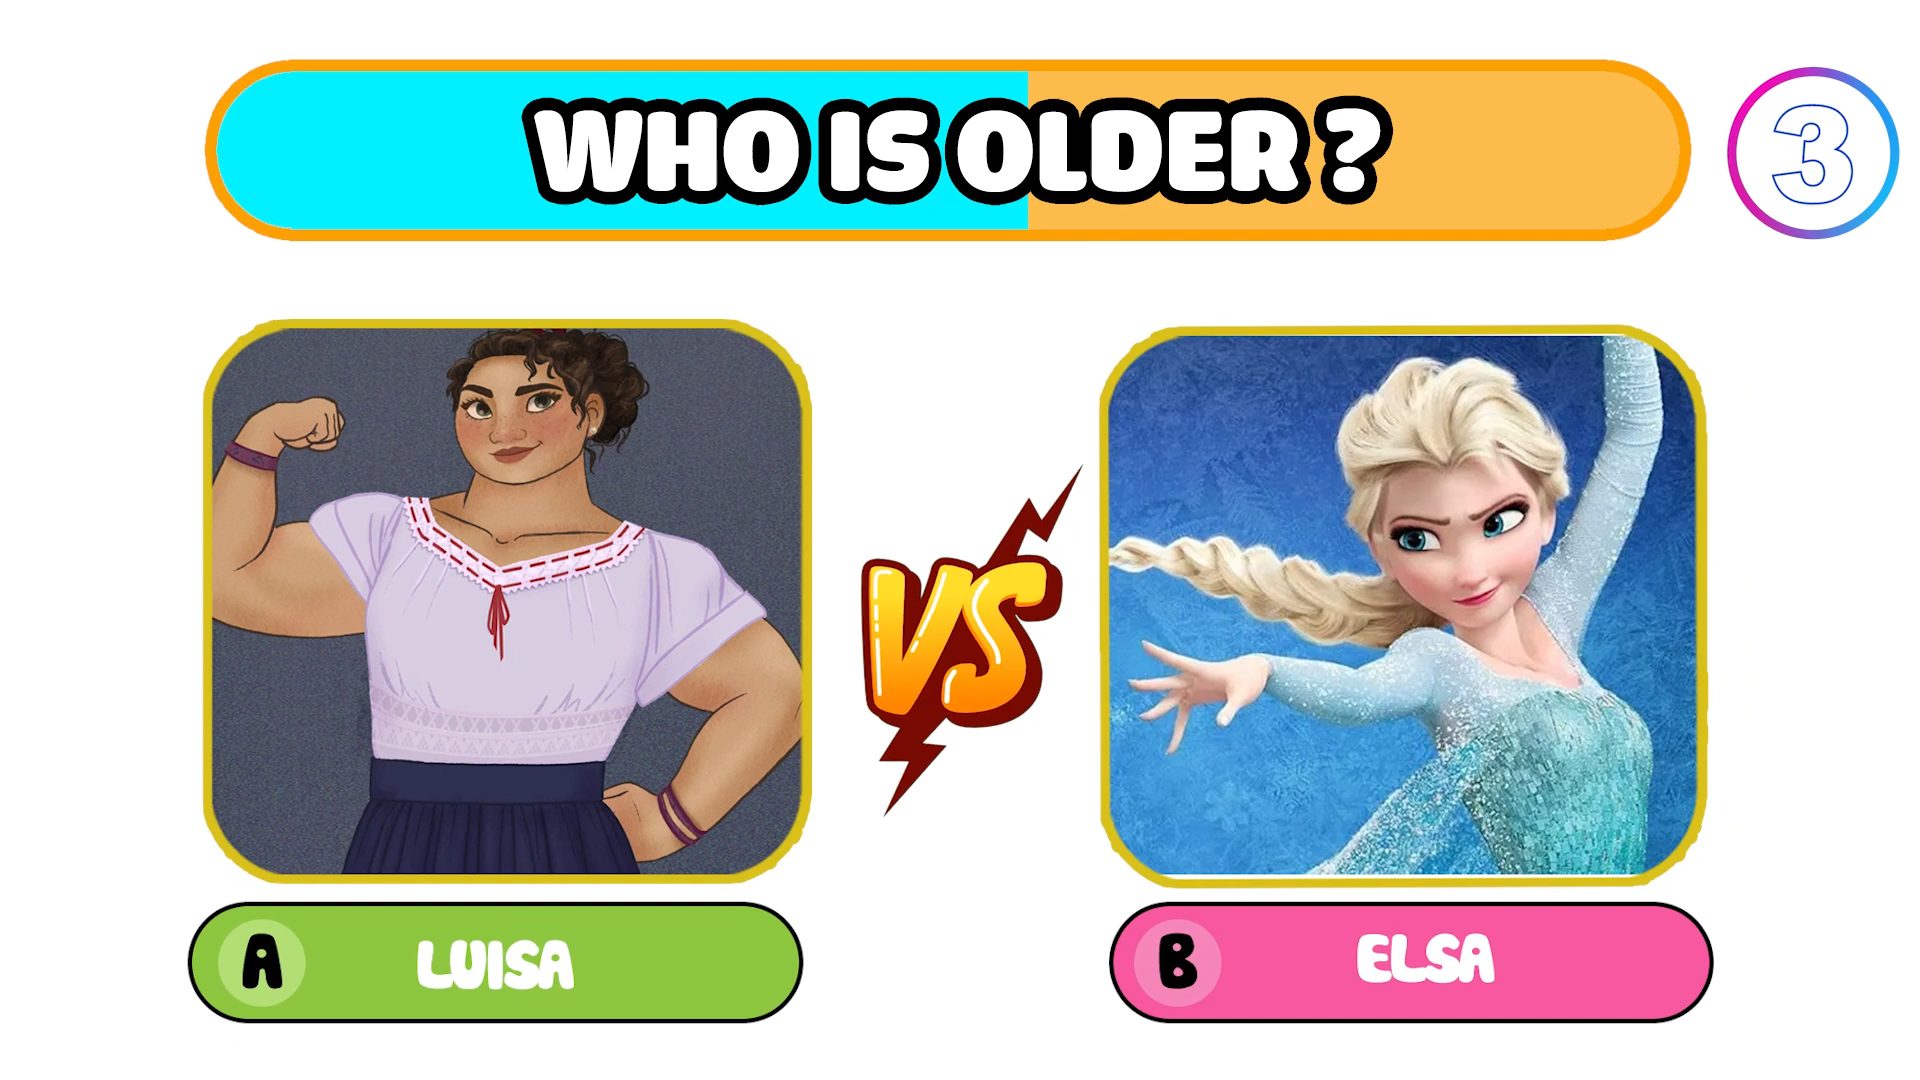 WHO IS OLDER ?
3
VS
A LUISA
B ELSA